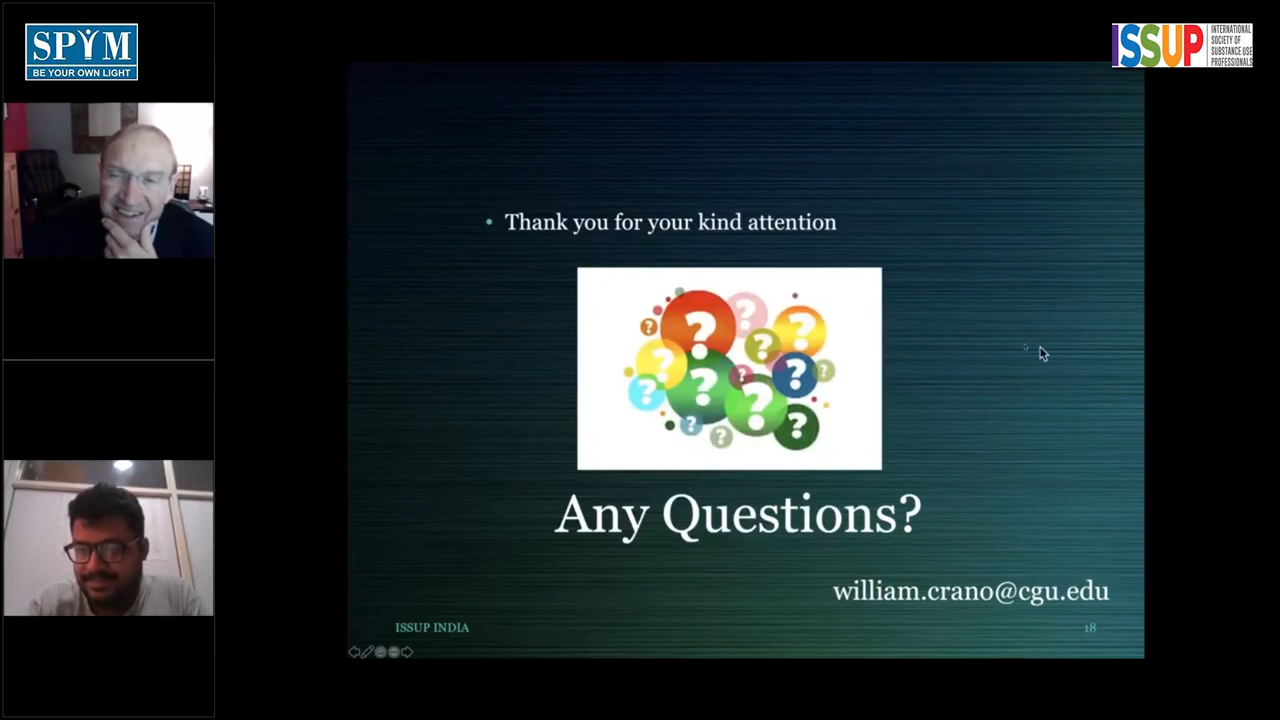 SPYM
BE YOUR OWN LIGHT
ISSUP
INTERNATIONAL
SOCIETY OF
SUBSTANCE USE
PROFESSIONALS
• Thank you for your kind attention
? ? ? ? ? ? ? ? ? ? ? ? ? ?
Any Questions?
william.crano@cgu.edu
ISSUP INDIA
18